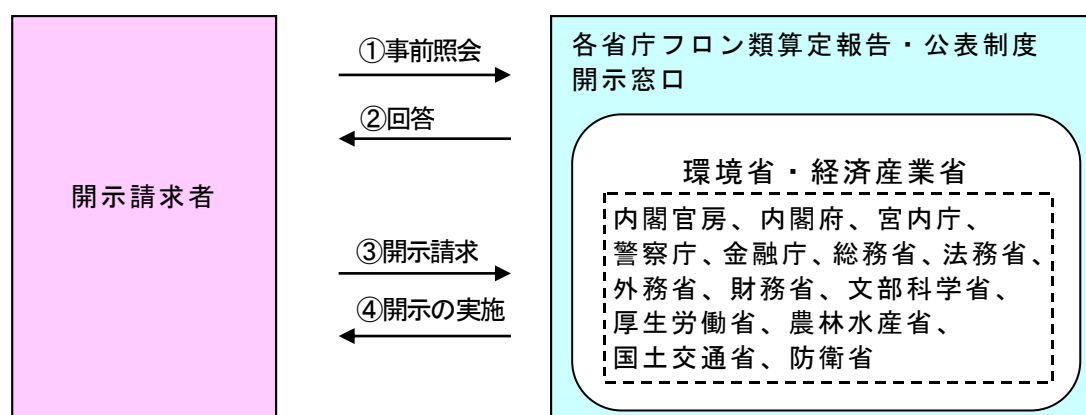 開示請求者
①事前照会
②回答
③開示請求
④開示の実施
各省庁フロン類算定報告・公表制度
開示窓口
環境省・経済産業省
内閣官房、内閣府、宮内庁、
警察庁、金融庁、総務省、法務省、
外務省、財務省、文部科学省、
厚生労働省、農林水産省、
国土交通省、防衛省